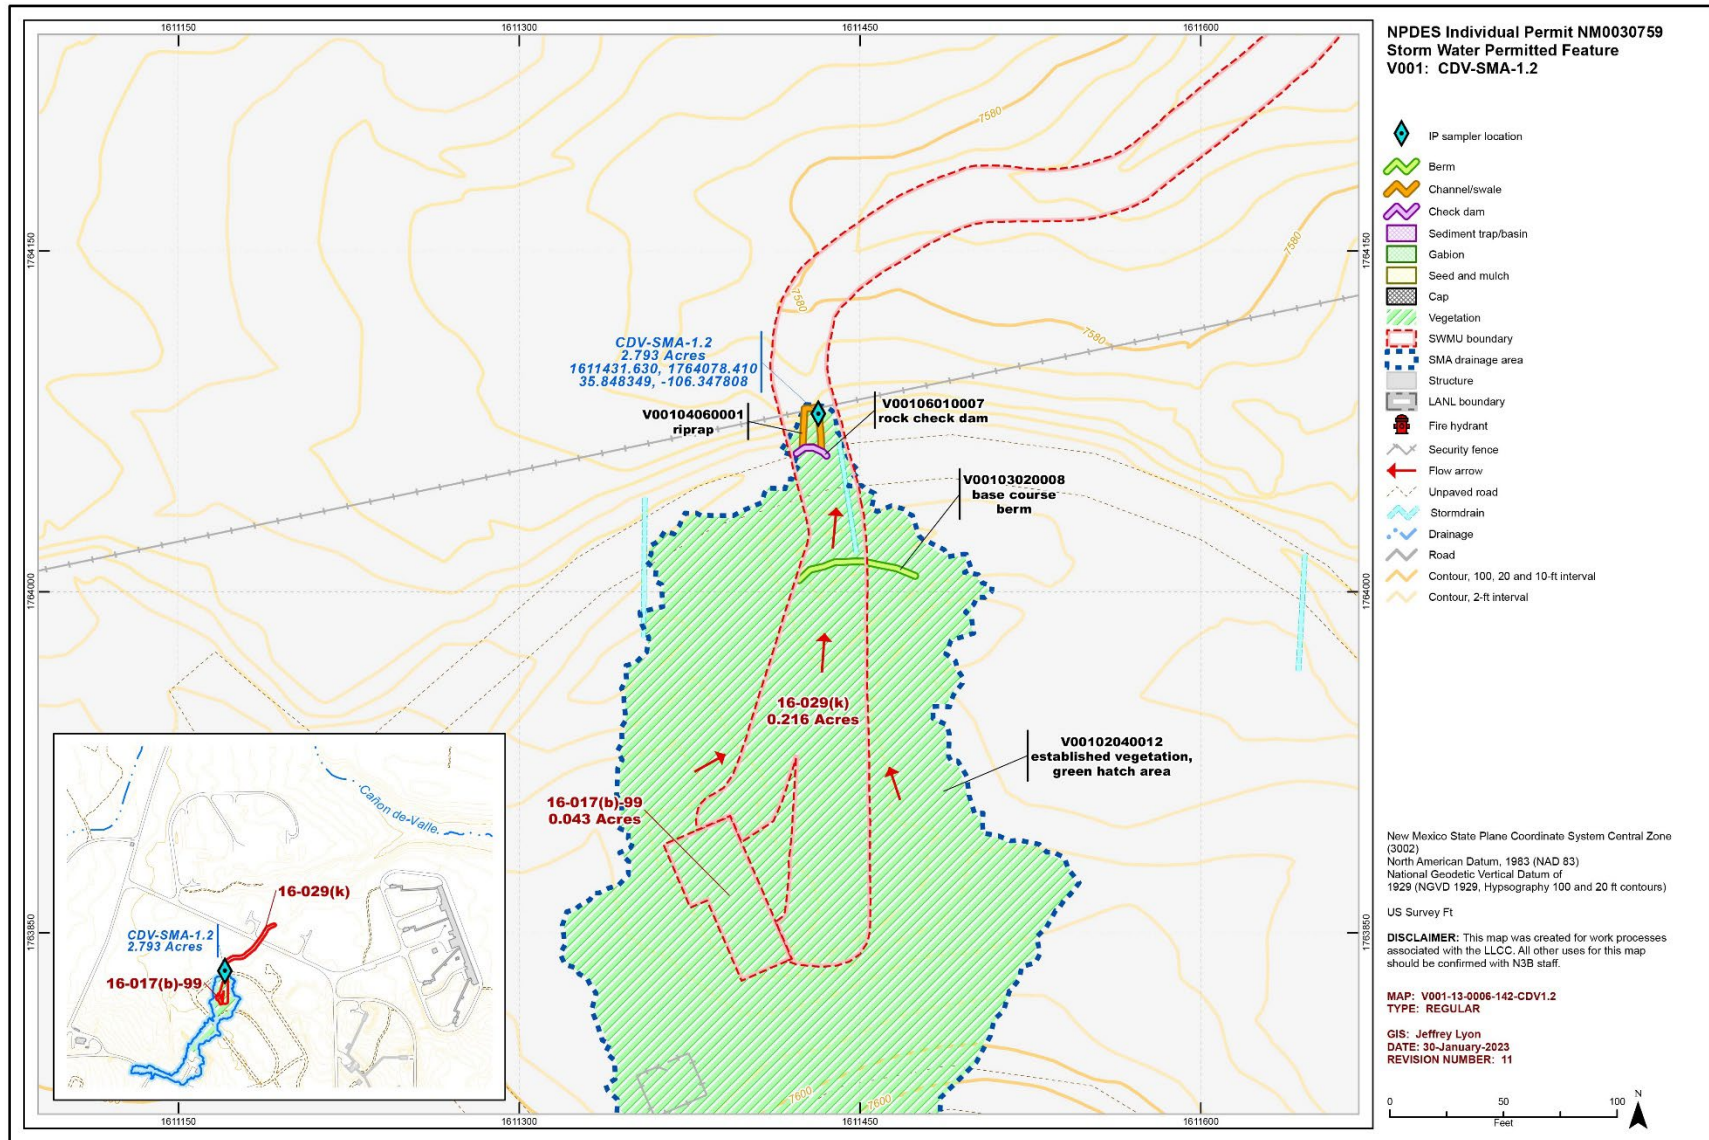 1611150
1611300
1611450
1611600
NPDES Individual Permit NM0030759
Storm Water Permitted Feature
V001: CDV-SMA-1.2
IP sampler location
Berm
Channel/swale
Check dam
Sediment trap/basin
Gabion
Seed and mulch
Cap
Vegetation
SWMU boundary
SMA drainage area
Structure
LANL boundary
Fire hydrant
Security fence
Flow arrow
Unpaved road
Stormdrain
Drainage
Road
Contour, 100, 20 and 10-ft interval
Contour, 2-ft interval
7580
7580
7580
7580
1764150
1764150
CDV-SMA-1.2
2.793 Acres
1611431.630, 1764078.410
35.848349, -106.347808
V00104060001
riprap
V00106010007
rock check dam
V00103020008
base course
berm
1764000
1764000
16-029(k)
0.216 Acres
V00102040012
established vegetation,
green hatch area
16-017(b)-99
0.043 Acres
1763850
1763850
7600
7600
Cañon de-Valle
16-029(k)
CDV-SMA-1.2
2.793 Acres
16-017(b)-99
1611150
1611300
1611450
1611600
New Mexico State Plane Coordinate System Central Zone
(3002)
North American Datum, 1983 (NAD 83)
National Geodetic Vertical Datum of
1929 (NGVD 1929, Hypsography 100 and 20 ft contours)
US Survey Ft
DISCLAIMER: This map was created for work processes
associated with the LLCC. All other uses for this map
should be confirmed with N3B staff.
MAP: V001-13-0006-142-CDV1.2
TYPE: REGULAR
GIS: Jeffrey Lyon
DATE: 30-January-2023
REVISION NUMBER: 11
0 50 100
Feet
N